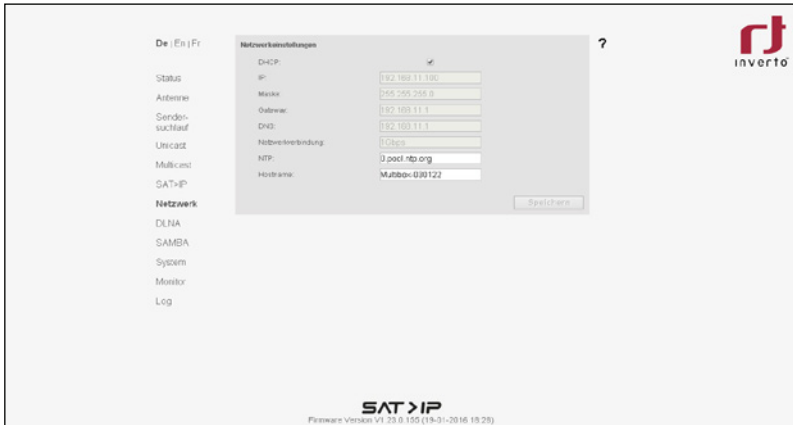 De | En | Fr
Netzwerkeinstellungen
?
inverto
DHCP:
Status
IP:
192.168.11.100
Maske:
255.255.255.0
Antenne
Gateway:
192.168.11.1
Sender-
suchlauf
DNS:
192.168.11.1
Unicast
Netzwerkverbindung:
1Gbps
NTP:
0.pool.ntp.org
Multicast
Hostname:
Multibox-030122
SAT>IP
Netzwerk
Speichern
DLNA
SAMBA
System
Monitor
Log
SAT>IP
Firmware Version V1.23.0.155 (19-01-2016 18:28)